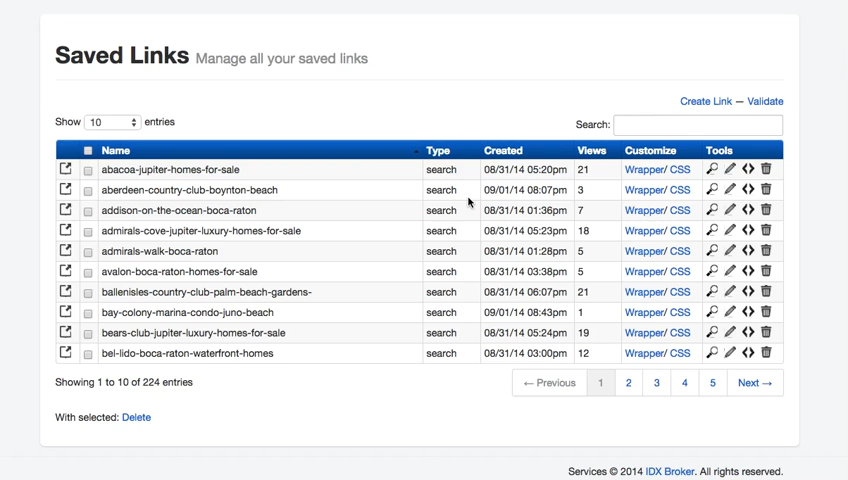 Saved Links Manage all your saved links
Create Link — Validate
Show 10 entries
Search:
Name Type Created Views Customize Tools
abacoa-jupiter-homes-for-sale search 08/31/14 05:20pm 21 Wrapper/ CSS
aberdeen-country-club-boynton-beach search 09/01/14 08:07pm 3 Wrapper/ CSS
addison-on-the-ocean-boca-raton search 08/31/14 01:36pm 7 Wrapper/ CSS
admirals-cove-jupiter-luxury-homes-for-sale search 08/31/14 05:23pm 18 Wrapper/ CSS
admirals-walk-boca-raton search 08/31/14 01:28pm 5 Wrapper/ CSS
avalon-boca-raton-homes-for-sale search 08/31/14 03:38pm 5 Wrapper/ CSS
ballenisles-country-club-palm-beach-gardens- search 08/31/14 06:07pm 21 Wrapper/ CSS
bay-colony-marina-condo-juno-beach search 09/01/14 08:43pm 1 Wrapper/ CSS
bears-club-jupiter-luxury-homes-for-sale search 08/31/14 05:24pm 19 Wrapper/ CSS
bel-lido-boca-raton-waterfront-homes search 08/31/14 03:00pm 12 Wrapper/ CSS
Showing 1 to 10 of 224 entries
← Previous 1 2 3 4 5 Next →
With selected: Delete
Services © 2014 IDX Broker. All rights reserved.